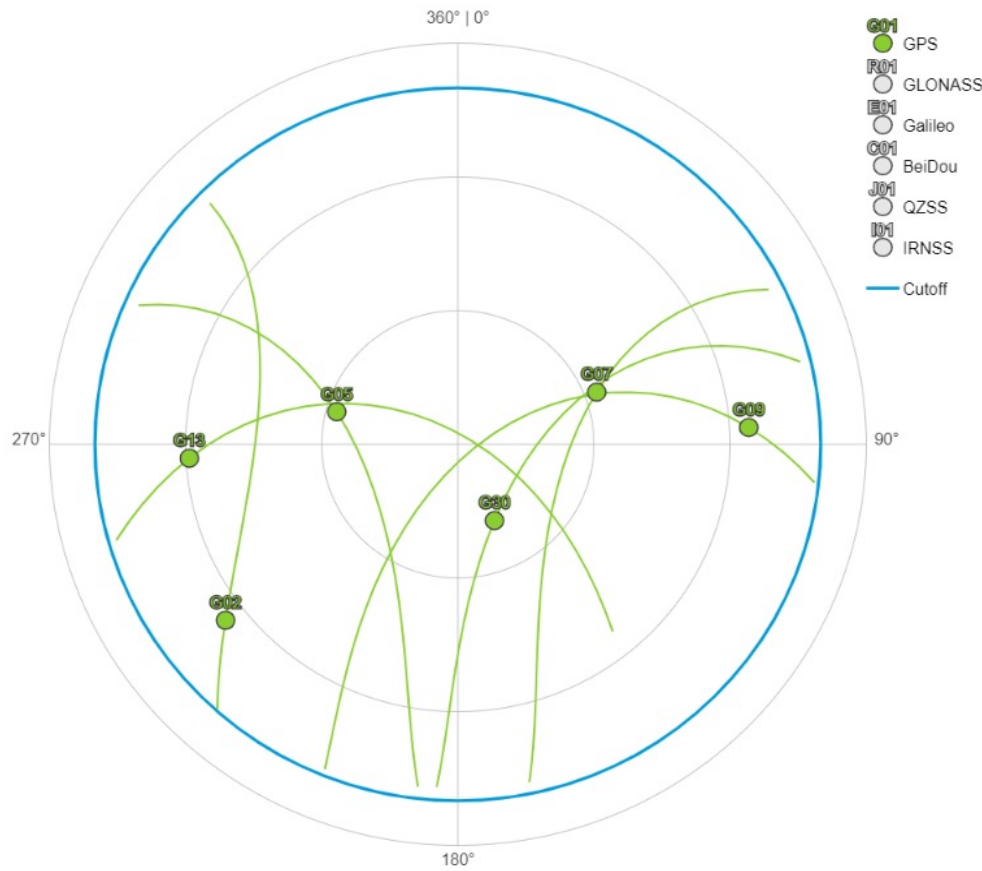 360° | 0°
G01
GPS
R01
GLONASS
E01
Galileo
C01
BeiDou
J01
QZSS
I01
IRNSS
Cutoff
G07
G05
G09
270°
G13
90°
G30
G02
180°